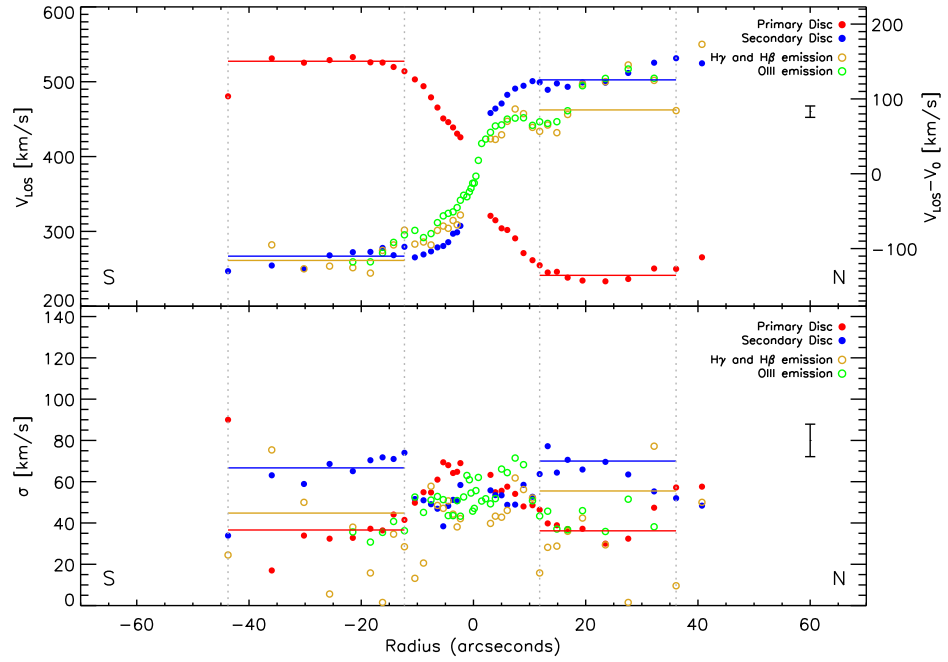 600
500
400
300
200
V_LOS [km/s]
Primary Disc
Secondary Disc
Hγ and Hβ emission
OIII emission
S
N
200
100
0
−100
V_LOS−V_0 [km/s]
140
120
100
80
60
40
20
0
σ [km/s]
Primary Disc
Secondary Disc
Hγ and Hβ emission
OIII emission
S
N
−60
−40
−20
0
20
40
60
Radius (arcseconds)